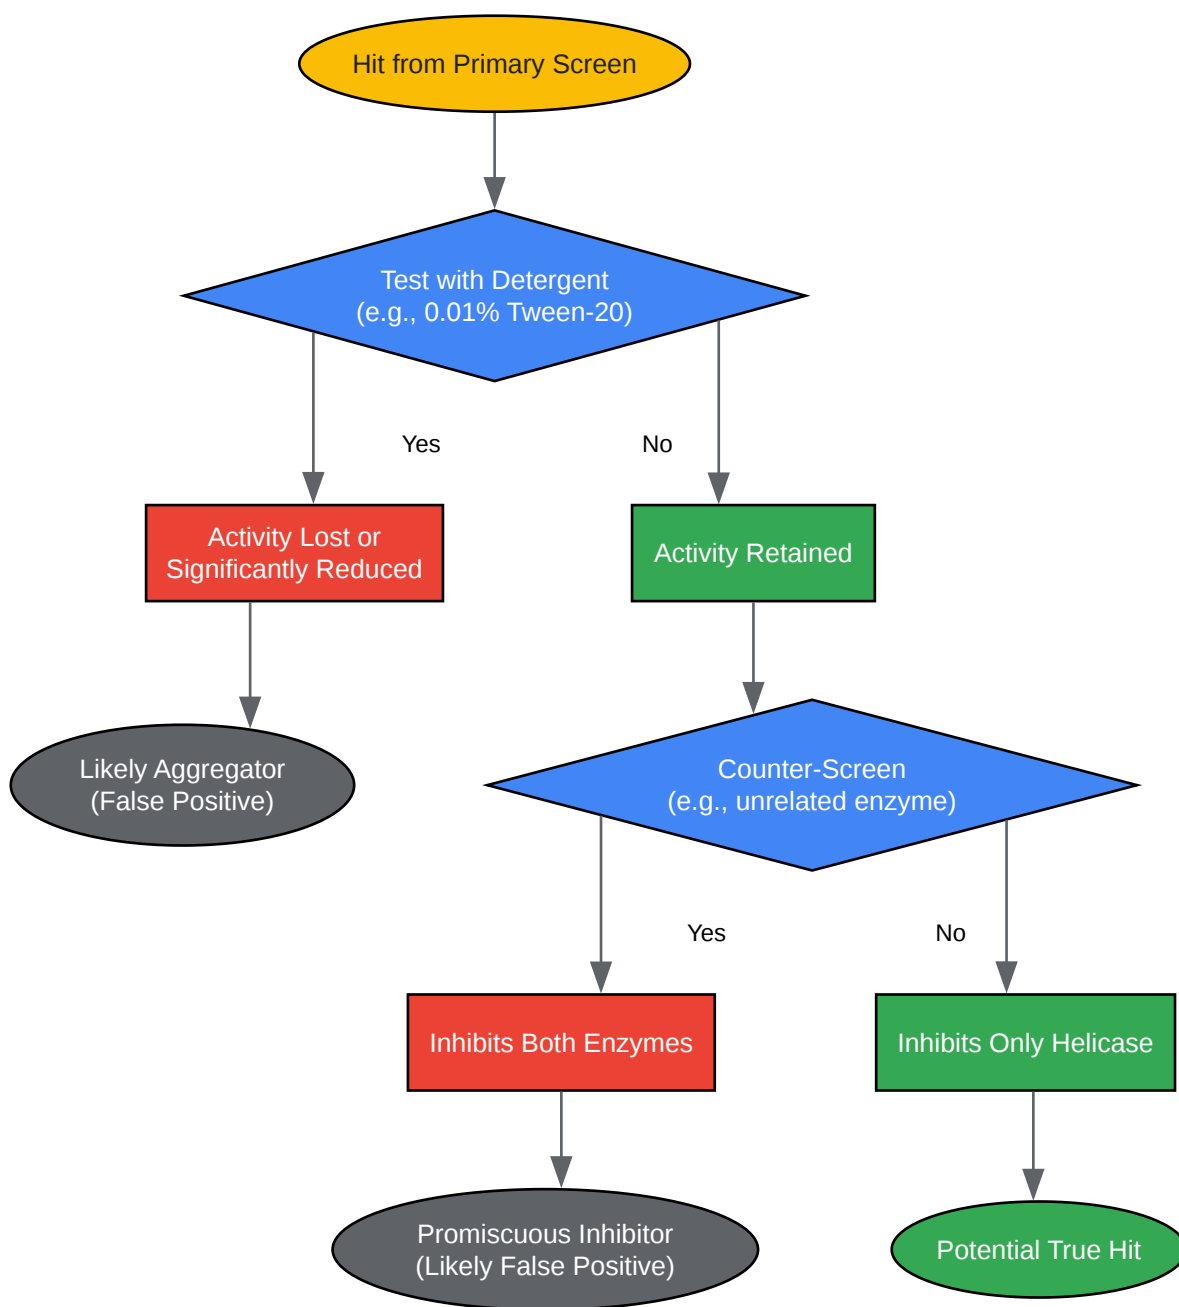 Hit from Primary Screen
Test with Detergent
(e.g., 0.01% Tween-20)
Yes
No
Activity Lost or
Significantly Reduced
Activity Retained
Likely Aggregator
(False Positive)
Counter-Screen
(e.g., unrelated enzyme)
Yes
No
Inhibits Both Enzymes
Inhibits Only Helicase
Promiscuous Inhibitor
(Likely False Positive)
Potential True Hit